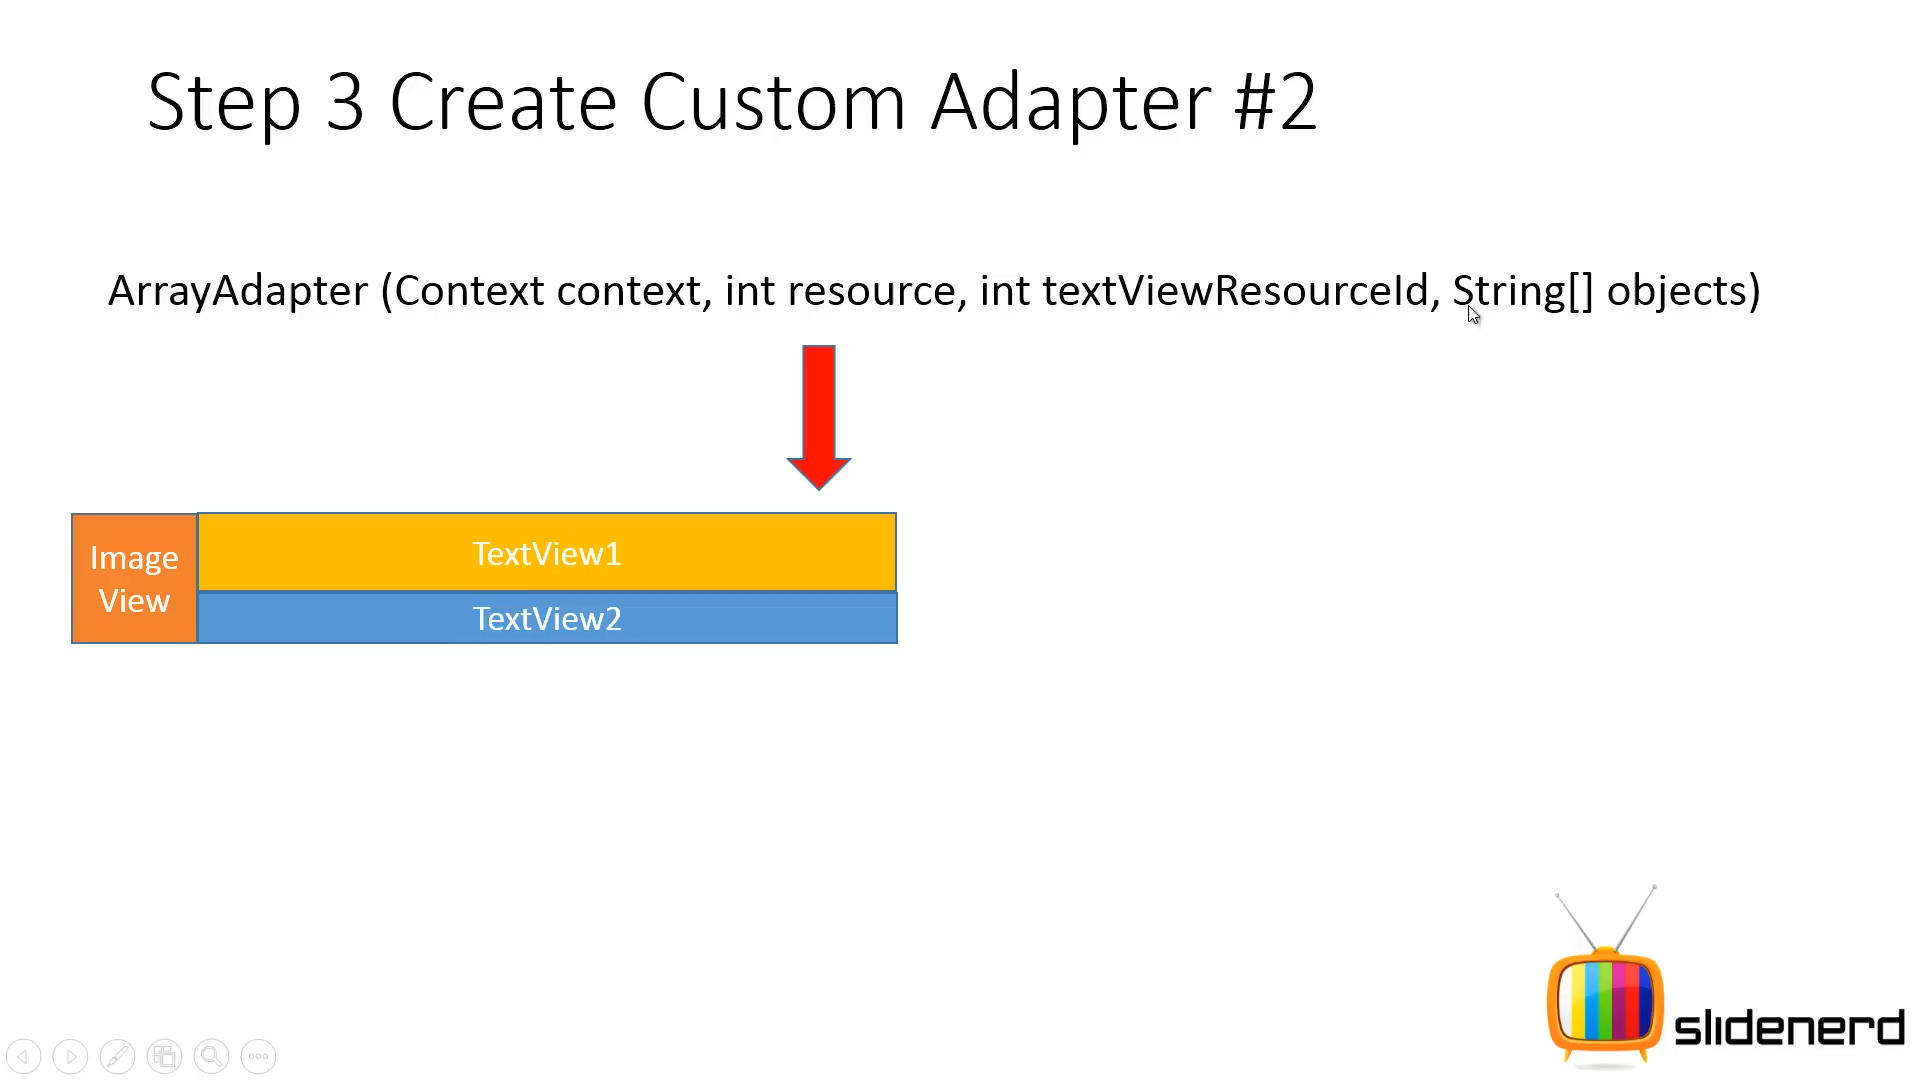 Step 3 Create Custom Adapter #2
ArrayAdapter (Context context, int resource, int textViewResourceId, String[] objects)
Image
View
TextView1
TextView2
slidenerd